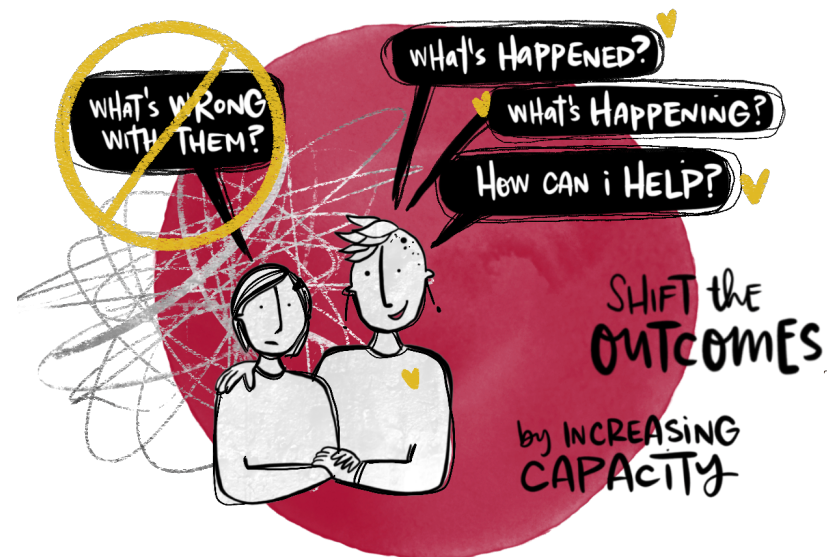 WHAT'S WRONG
WITH THEM?
WHAT'S HAPPENED?
WHAT'S HAPPENING?
HOW CAN i HELP?
SHIFT the
OUTCOMES
by INCREASING
CAPACITY